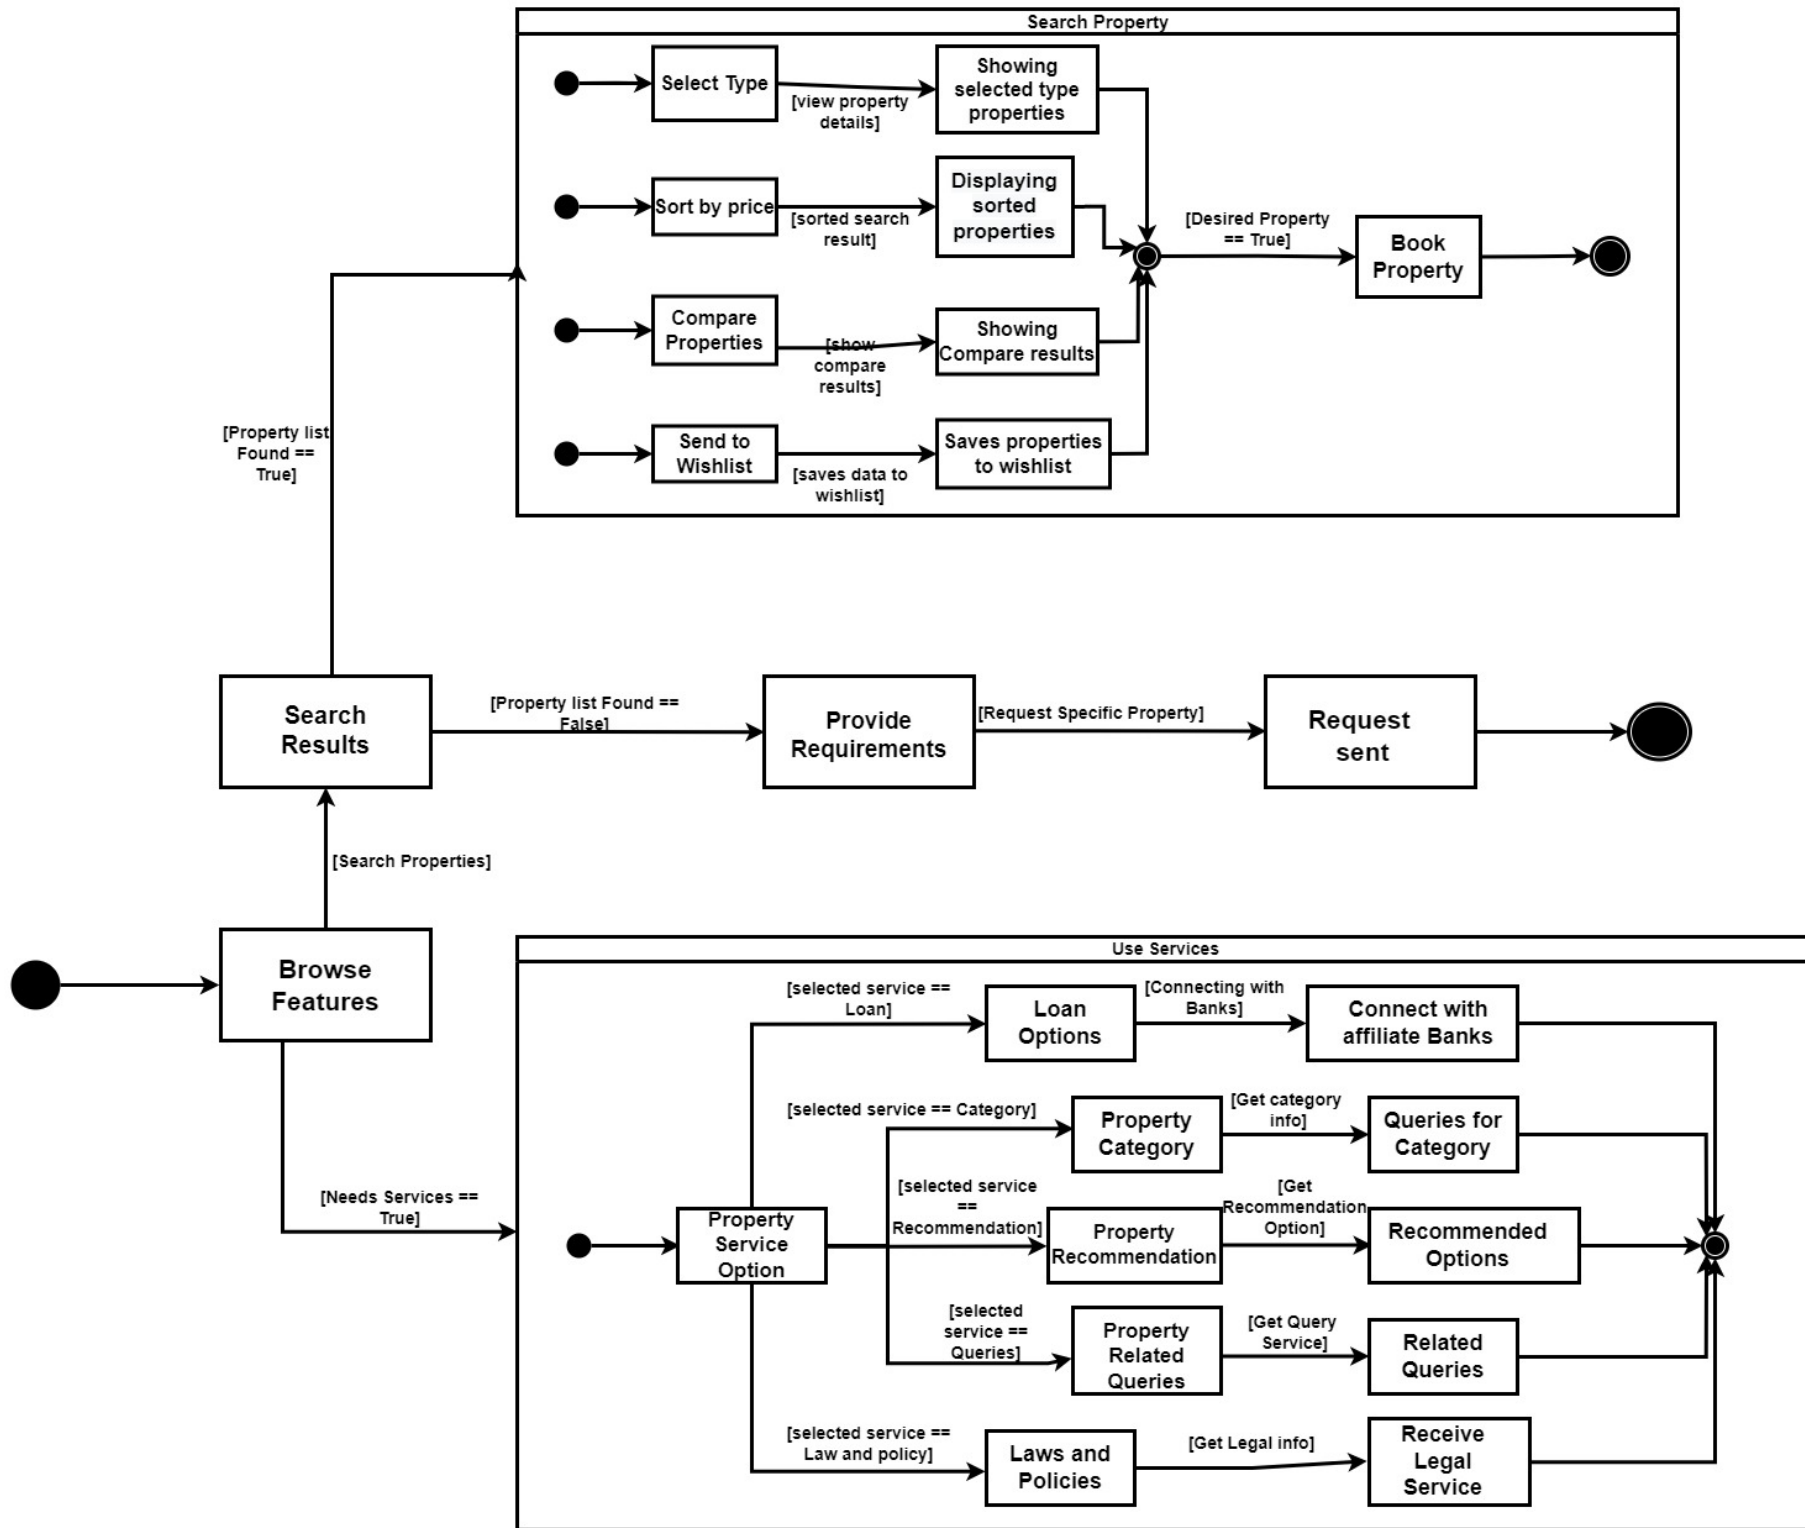 Search Property
Select Type
[view property
details]
Showing
selected type
properties
Sort by price
[sorted search
result]
Displaying
sorted
properties
[Desired Property
== True]
Book
Property
Compare
Properties
[show
compare
results]
Showing
Compare results
Send to
Wishlist
[saves data to
wishlist]
Saves properties
to wishlist
[Property list
Found ==
True]
Search
Results
[Property list Found ==
False]
Provide
Requirements
[Request Specific Property]
Request
sent
[Search Properties]
Browse
Features
[Needs Services ==
True]
Use Services
Property
Service
Option
[selected service ==
Loan]
Loan
Options
[Connecting with
Banks]
Connect with
affiliate Banks
[selected service == Category]
Property
Category
[Get category
info]
Queries for
Category
[selected service
==
Recommendation]
Property
Recommendation
[Get
Recommendation
Option]
Recommended
Options
[selected
service ==
Queries]
Property
Related
Queries
[Get Query
Service]
Related
Queries
[selected service ==
Law and policy]
Laws and
Policies
[Get Legal info]
Receive
Legal
Service